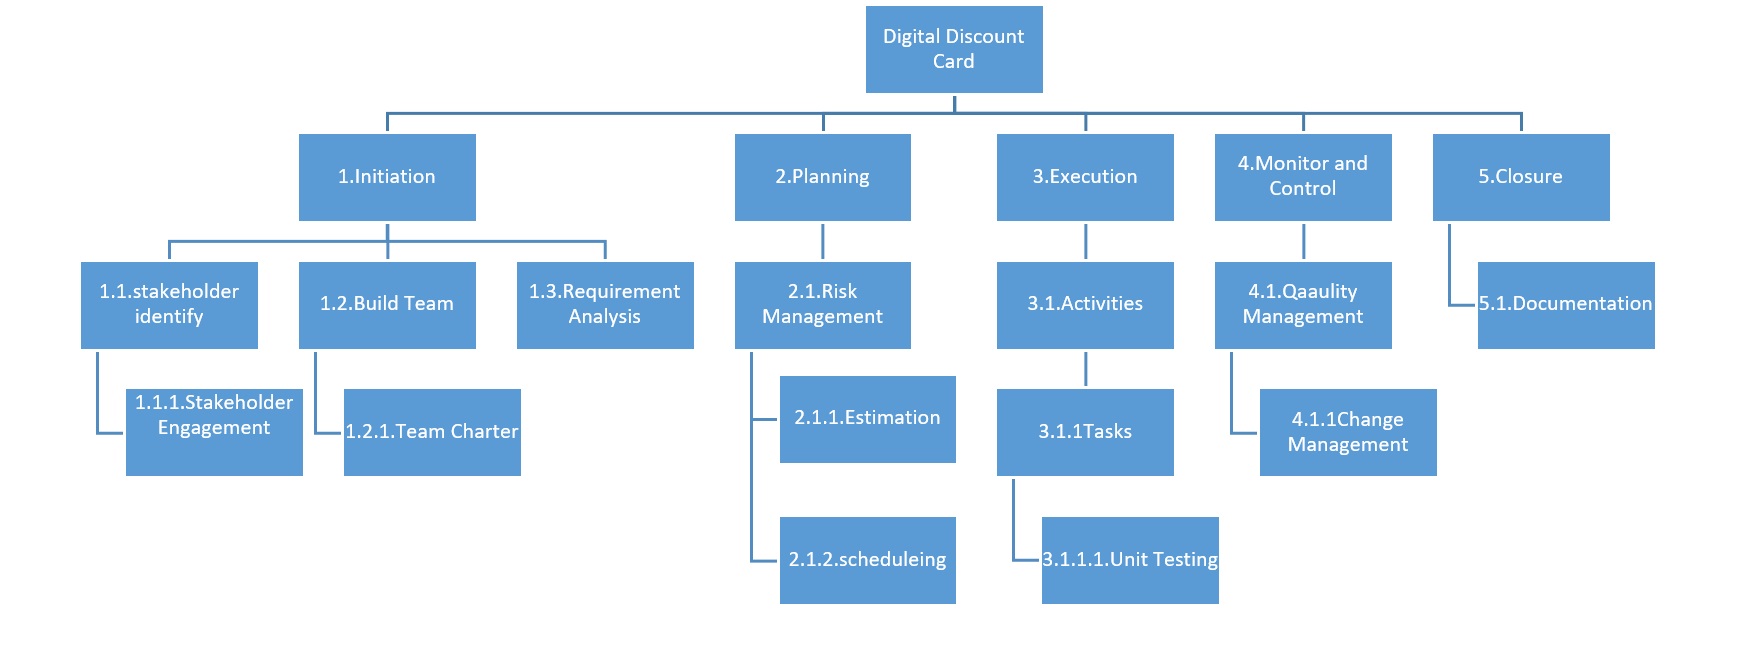 Digital Discount
Card
1.Initiation
2.Planning
3.Execution
4.Monitor and
Control
5.Closure
1.1.stakeholder
identify
1.2.Build Team
1.3.Requirement
Analysis
2.1.Risk
Management
3.1.Activities
4.1.Qaaulity
Management
5.1.Documentation
1.1.1.Stakeholder
Engagement
1.2.1.Team Charter
2.1.1.Estimation
3.1.1Tasks
4.1.1Change
Management
2.1.2.scheduleing
3.1.1.1.Unit Testing